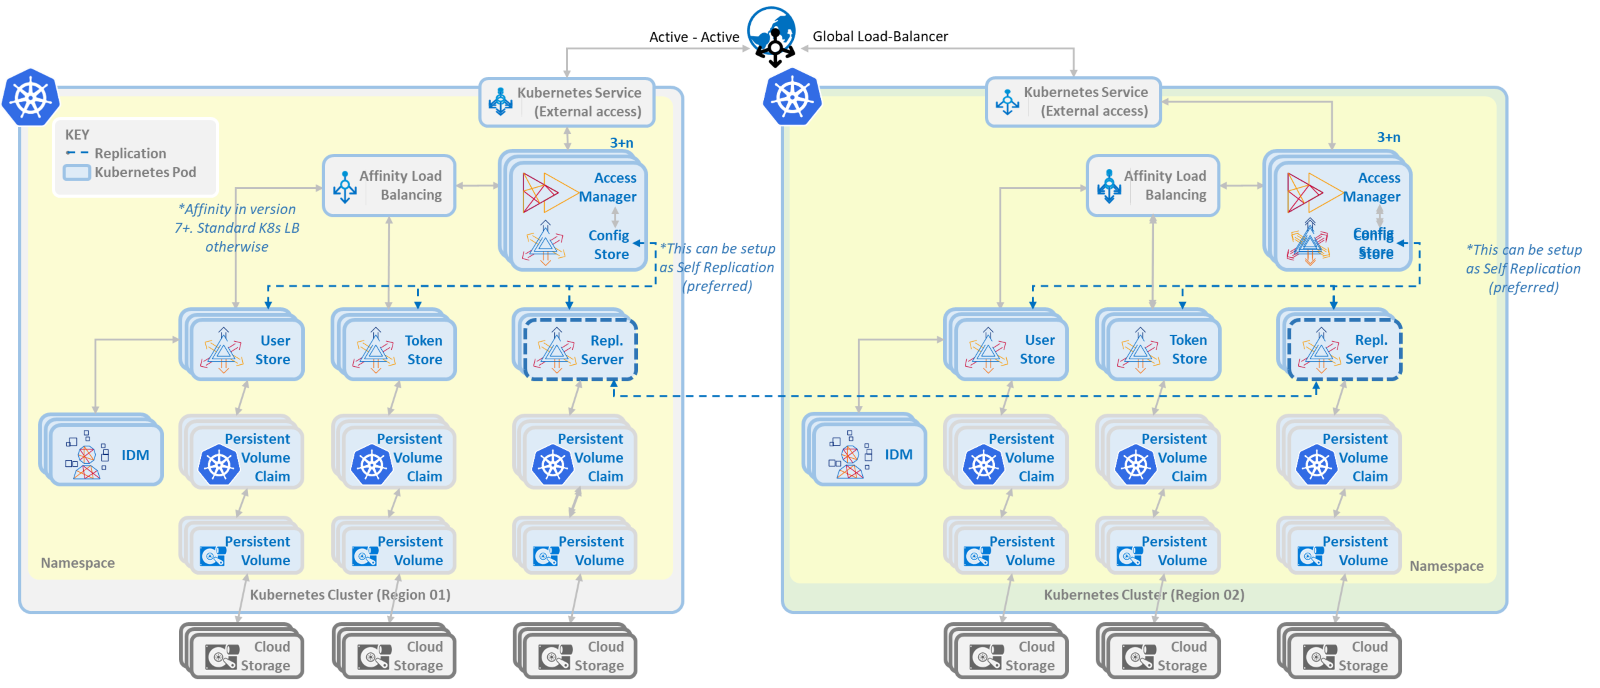 Active - Active
Global Load-Balancer
Kubernetes Service
(External access)
KEY
Replication
Kubernetes Pod
3+n
Affinity Load
Balancing
Access
Manager
Config
Store
*Affinity in version
7+. Standard K8s LB
otherwise
*This can be setup
as Self Replication
(preferred)
User
Store
Token
Store
Repl.
Server
IDM
Persistent
Volume
Claim
Persistent
Volume
Claim
Persistent
Volume
Claim
Persistent
Volume
Persistent
Volume
Persistent
Volume
Namespace
Kubernetes Cluster (Region 01)
Cloud
Storage
Cloud
Storage
Cloud
Storage
Kubernetes Service
(External access)
3+n
Affinity Load
Balancing
Access
Manager
Config
Store
*This can be setup
as Self Replication
(preferred)
User
Store
Token
Store
Repl.
Server
IDM
Persistent
Volume
Claim
Persistent
Volume
Claim
Persistent
Volume
Claim
Persistent
Volume
Persistent
Volume
Persistent
Volume
Namespace
Kubernetes Cluster (Region 02)
Cloud
Storage
Cloud
Storage
Cloud
Storage